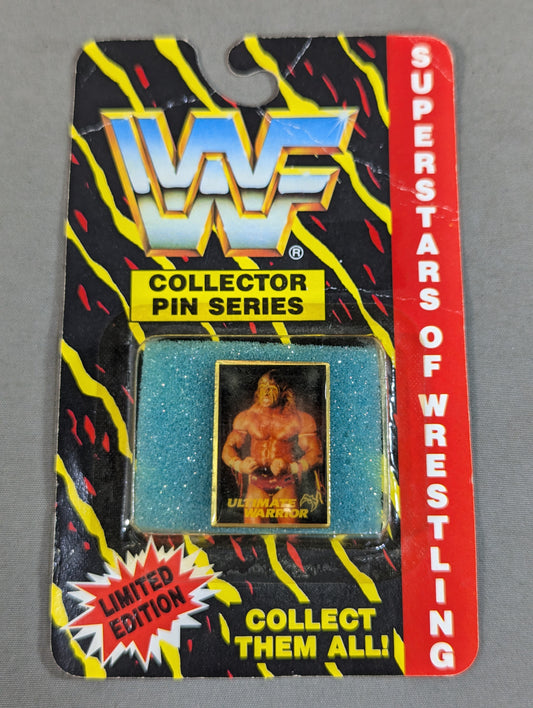 WWF®
COLLECTOR
PIN SERIES
ULTIMATE
WARRIOR
LIMITED
EDITION
COLLECT
THEM ALL!
SUPERSTARS OF WRESTLING